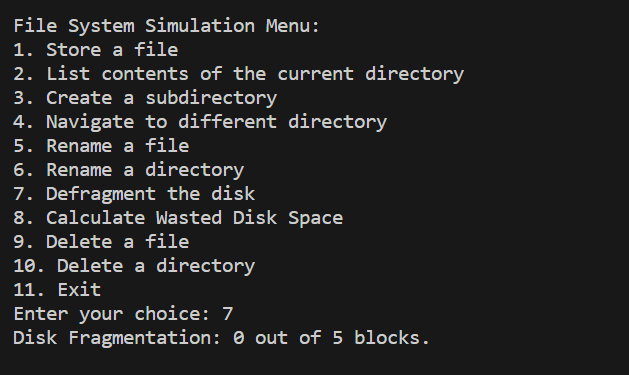 File System Simulation Menu:
1. Store a file
2. List contents of the current directory
3. Create a subdirectory
4. Navigate to different directory
5. Rename a file
6. Rename a directory
7. Defragment the disk
8. Calculate Wasted Disk Space
9. Delete a file
10. Delete a directory
11. Exit
Enter your choice: 7
Disk Fragmentation: 0 out of 5 blocks.